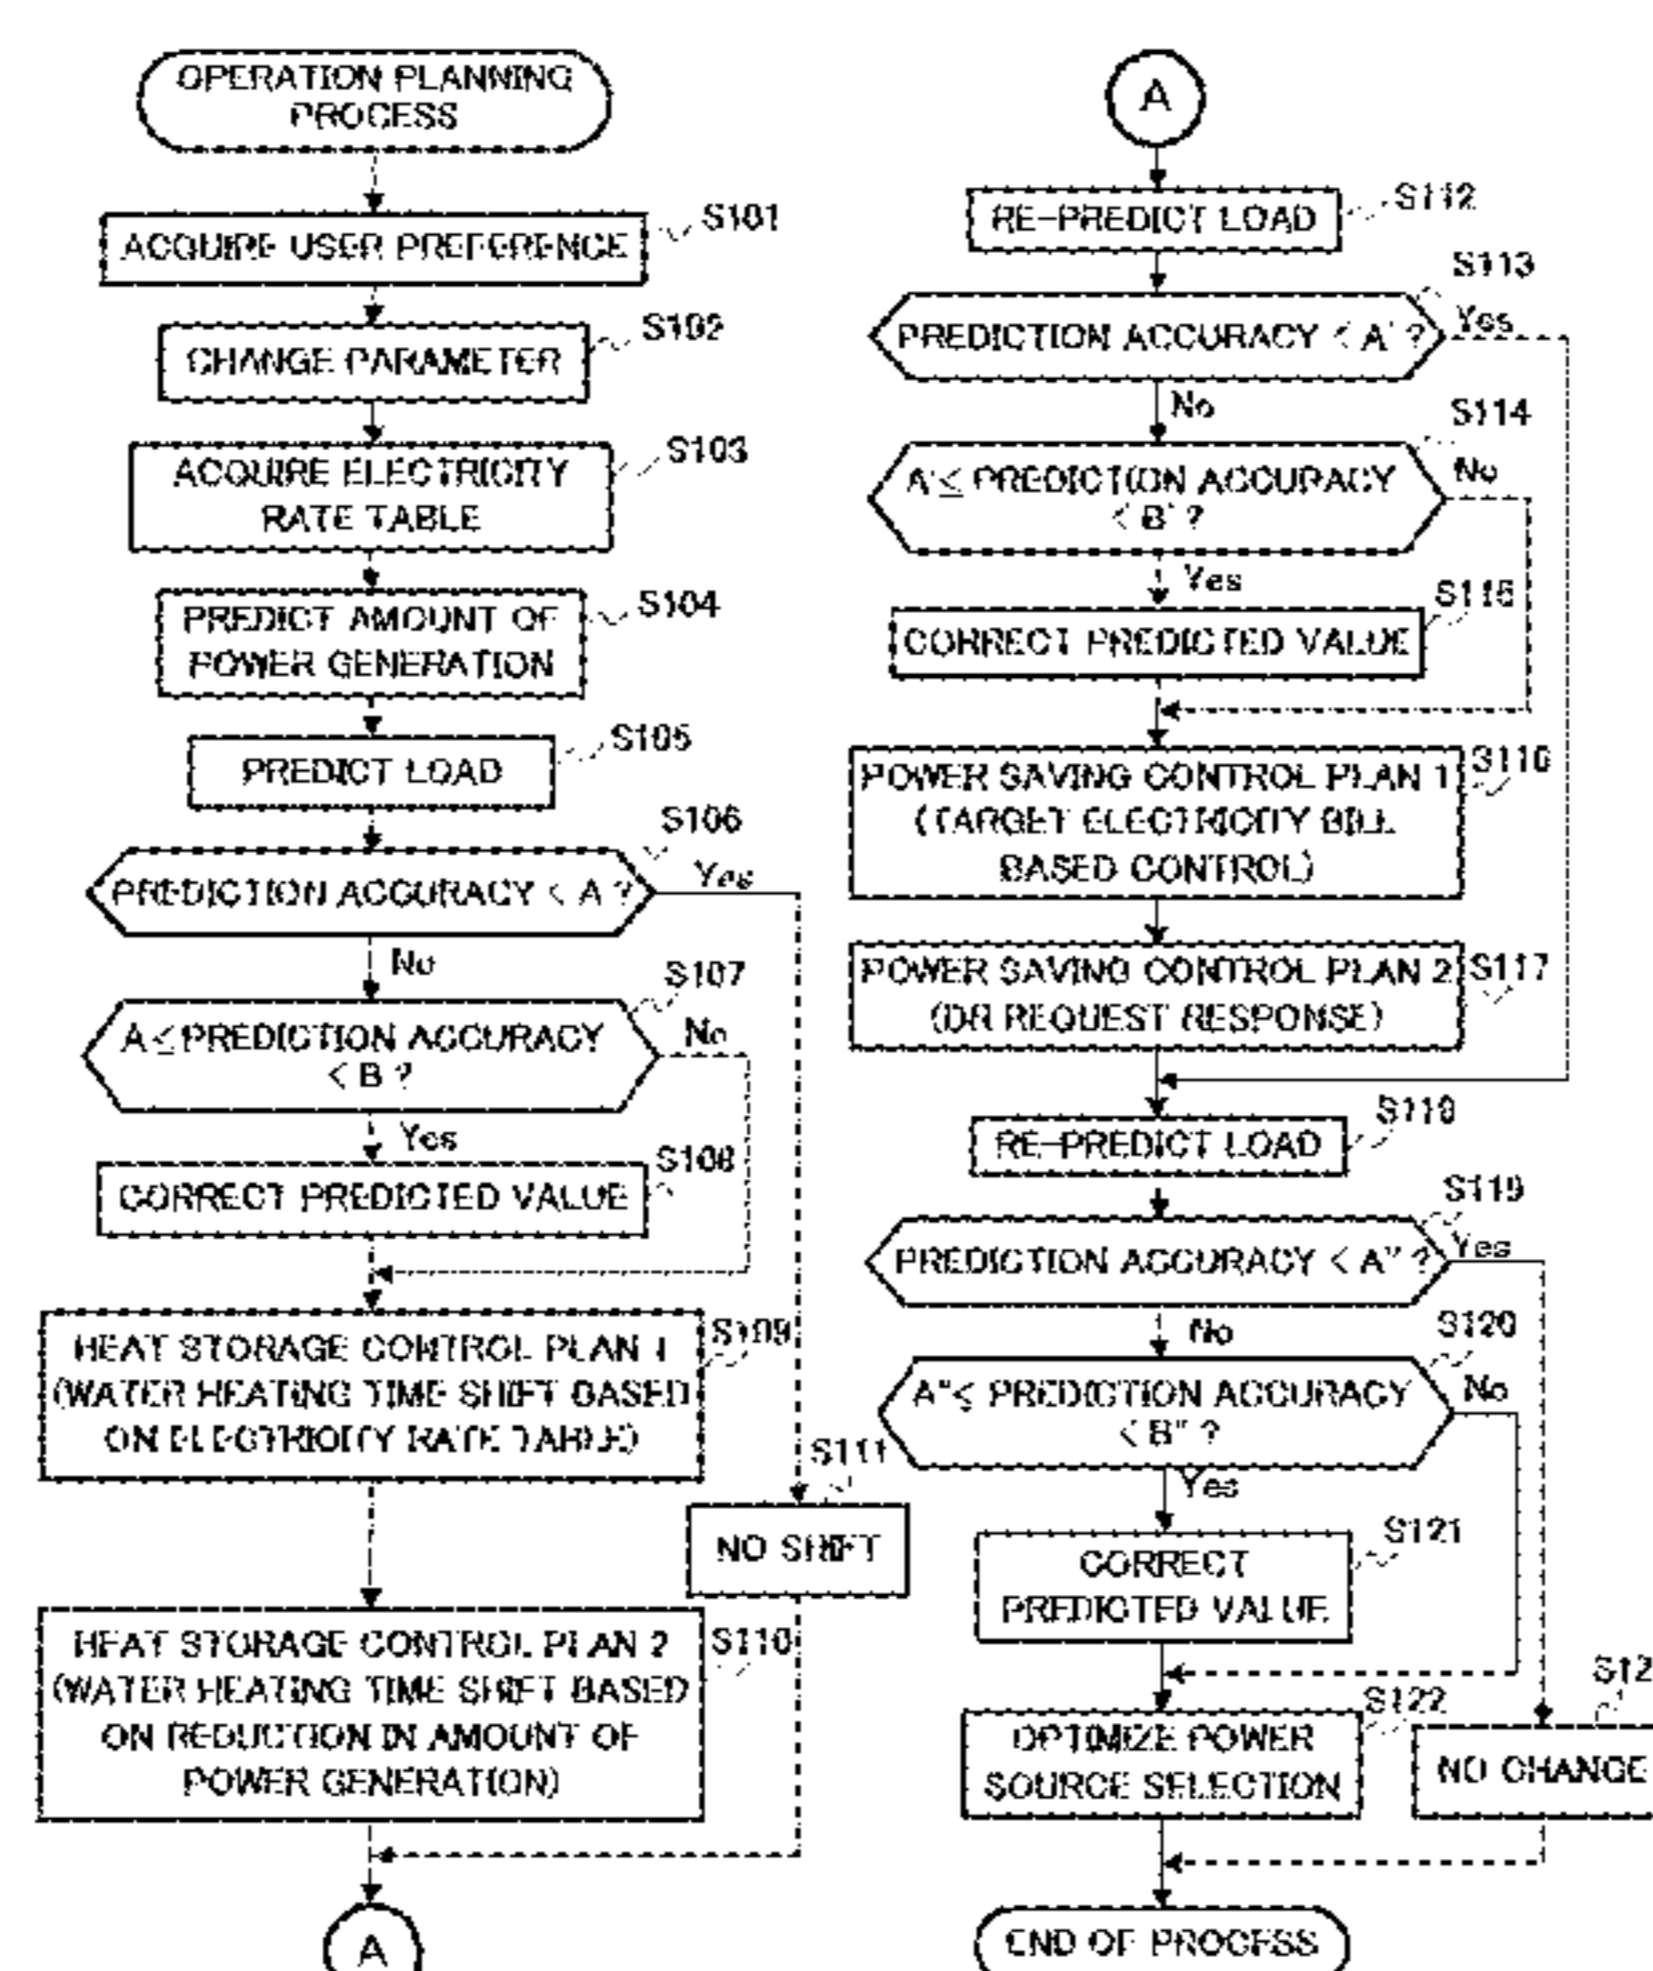 OPERATION PLANNING
PROCESS
S101
ACQUIRE USER PREFERENCE
S102
CHANGE PARAMETER
S103
ACQUIRE ELECTRICITY
RATE TABLE
S104
PREDICT AMOUNT OF
POWER GENERATION
S105
PREDICT LOAD
S106
PREDICTION ACCURACY < A ?
Yes
No
S107
A ≤ PREDICTION ACCURACY
< B ?
No
Yes
S108
CORRECT PREDICTED VALUE
S109
HEAT STORAGE CONTROL PLAN 1
(WATER HEATING TIME SHIFT BASED
ON ELECTRICITY RATE TABLE)
S111
NO SHIFT
S110
HEAT STORAGE CONTROL PLAN 2
(WATER HEATING TIME SHIFT BASED
ON REDUCTION IN AMOUNT OF
POWER GENERATION)
A
A
S112
RE-PREDICT LOAD
S113
PREDICTION ACCURACY < A' ?
Yes
No
S114
A'≤ PREDICTION ACCURACY
< B' ?
No
Yes
S115
CORRECT PREDICTED VALUE
S116
POWER SAVING CONTROL PLAN 1
(TARGET ELECTRICITY BILL
BASED CONTROL)
S117
POWER SAVING CONTROL PLAN 2
(DR REQUEST RESPONSE)
S118
RE-PREDICT LOAD
S119
PREDICTION ACCURACY < A" ?
Yes
No
S120
A"≤ PREDICTION ACCURACY
< B" ?
No
Yes
S121
CORRECT
PREDICTED VALUE
S122
OPTIMIZE POWER
SOURCE SELECTION
S12
NO CHANGE
END OF PROCESS